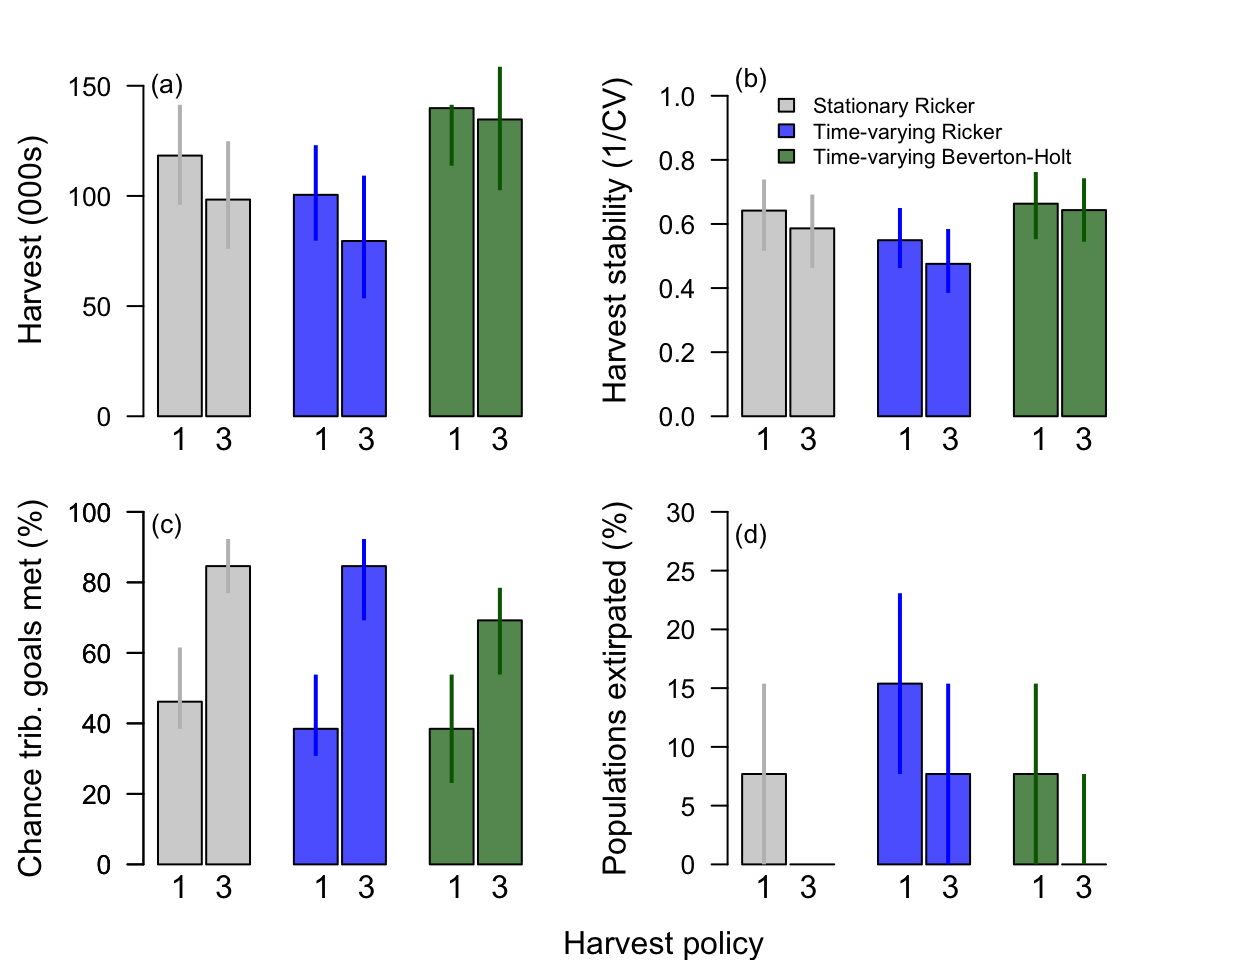 (a)
Harvest (000s)
150
100
50
0
1 3 1 3 1 3
(b)
Harvest stability (1/CV)
1.0
0.8
0.6
0.4
0.2
0.0
Stationary Ricker
Time-varying Ricker
Time-varying Beverton-Holt
1 3 1 3 1 3
(c)
Chance trib. goals met (%)
100
80
60
40
20
0
1 3 1 3 1 3
(d)
Populations extirpated (%)
30
25
20
15
10
5
0
1 3 1 3 1 3
Harvest policy